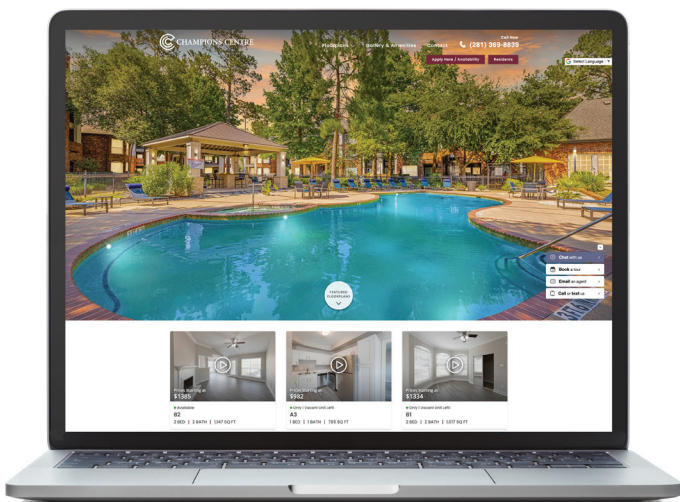 CHAMPIONS CENTRE
Floorplans
Gallery & Amenities
Contact
Call Now
(281) 369-8839
Apply Here / Availability
Residents
G Select Language ▼
Chat with us
Book a tour
Email an agent
Call or text us
FEATURED
FLOORPLANS
Prices Starting at
$1385
Available
B2
2 BED | 2 BATH | 1,147 SQ FT
Prices Starting at
$982
Only 1 Vacant Unit Left!
A3
1 BED | 1 BATH | 765 SQ FT
Prices Starting at
$1334
Only 1 Vacant Unit Left!
B1
2 BED | 2 BATH | 1,017 SQ FT